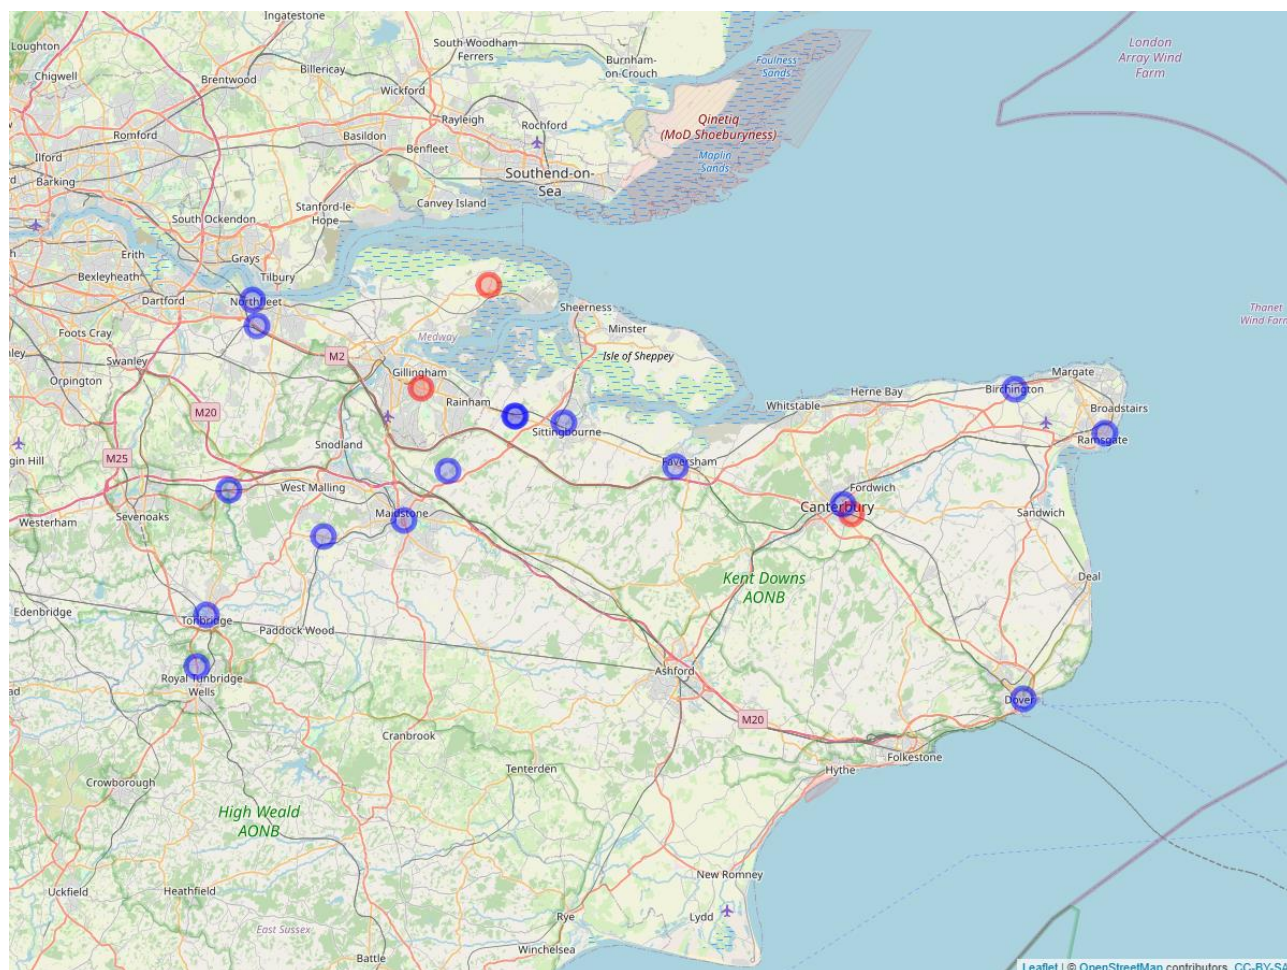 Ingatestone
Loughton
Chigwell
Brentwood
Billericay
Wickford
South Woodham
Ferrers
Burnham-
on-Crouch
Foulness
Sands
London
Array Wind
Farm
Romford
Basildon
Rayleigh
Rochford
Benfleet
Qinetiq
(MoD Shoeburyness)
Ilford
Barking
Maplin
Sands
Southend-on-
Sea
South Ockendon
Stanford-le
Hope
Canvey Island
Erith
Grays
Bexleyheath
Tilbury
Dartford
Northfleet
Sheerness
Thanet
Wind Farm
Foots Cray
Medway
Minster
Swanley
M2
Isle of Sheppey
Orpington
Gillingham
Margate
Rainham
Herne Bay
Birchington
Whitstable
Broadstairs
M20
Sittingbourne
Ramsgate
Snodland
gin Hill
M25
Faversham
West Malling
Fordwich
Sevenoaks
Canterbury
Sandwich
Westerham
Maidstone
Kent Downs
AONB
Deal
Edenbridge
Tonbridge
Paddock Wood
Ashford
Royal Tunbridge
Wells
Dover
M20
Cranbrook
Folkestone
Tenterden
Hythe
Crowborough
High Weald
AONB
New Romney
Uckfield
Heathfield
Lydd
Rye
East Sussex
Winchelsea
Battle
Leaflet | © OpenStreetMap contributors, CC-BY-SA